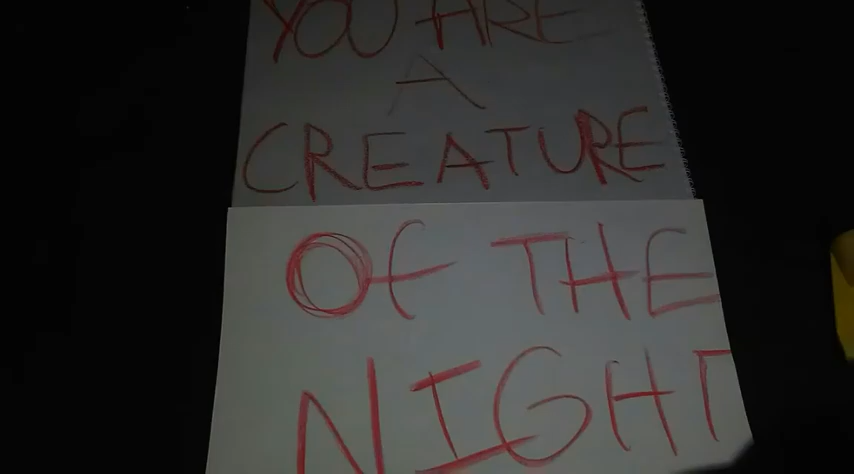 YOU ARE
A
CREATURE
Of THE
NIGHT